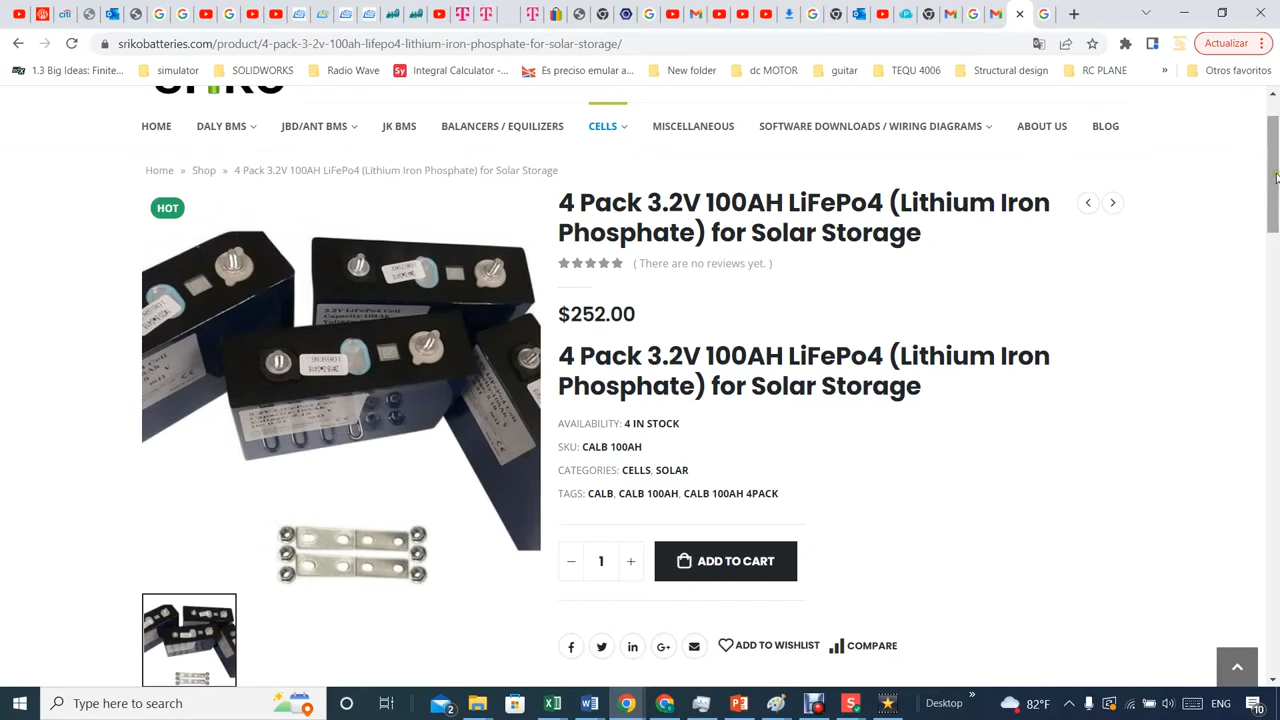 srikobatteries.com/product/4-pack-3-2v-100ah-lifepo4-lithium-iron-phosphate-for-solar-storage/
Actualizar
1.3 Big Ideas: Finite...
simulator
SOLIDWORKS
Radio Wave
Integral Calculator -...
Es preciso emular a...
New folder
dc MOTOR
guitar
TEQU 4006
Structural design
RC PLANE
»
Otros favoritos
HOME
DALY BMS
JBD/ANT BMS
JK BMS
BALANCERS / EQUILIZERS
CELLS
MISCELLANEOUS
SOFTWARE DOWNLOADS / WIRING DIAGRAMS
ABOUT US
BLOG
Home » Shop » 4 Pack 3.2V 100AH LiFePo4 (Lithium Iron Phosphate) for Solar Storage
HOT
4 Pack 3.2V 100AH LiFePo4 (Lithium Iron
Phosphate) for Solar Storage
( There are no reviews yet. )
$252.00
4 Pack 3.2V 100AH LiFePo4 (Lithium Iron
Phosphate) for Solar Storage
AVAILABILITY: 4 IN STOCK
SKU: CALB 100AH
CATEGORIES: CELLS, SOLAR
TAGS: CALB, CALB 100AH, CALB 100AH 4PACK
− 1 +
ADD TO CART
ADD TO WISHLIST
COMPARE
Type here to search
Desktop
»
82°F
ENG